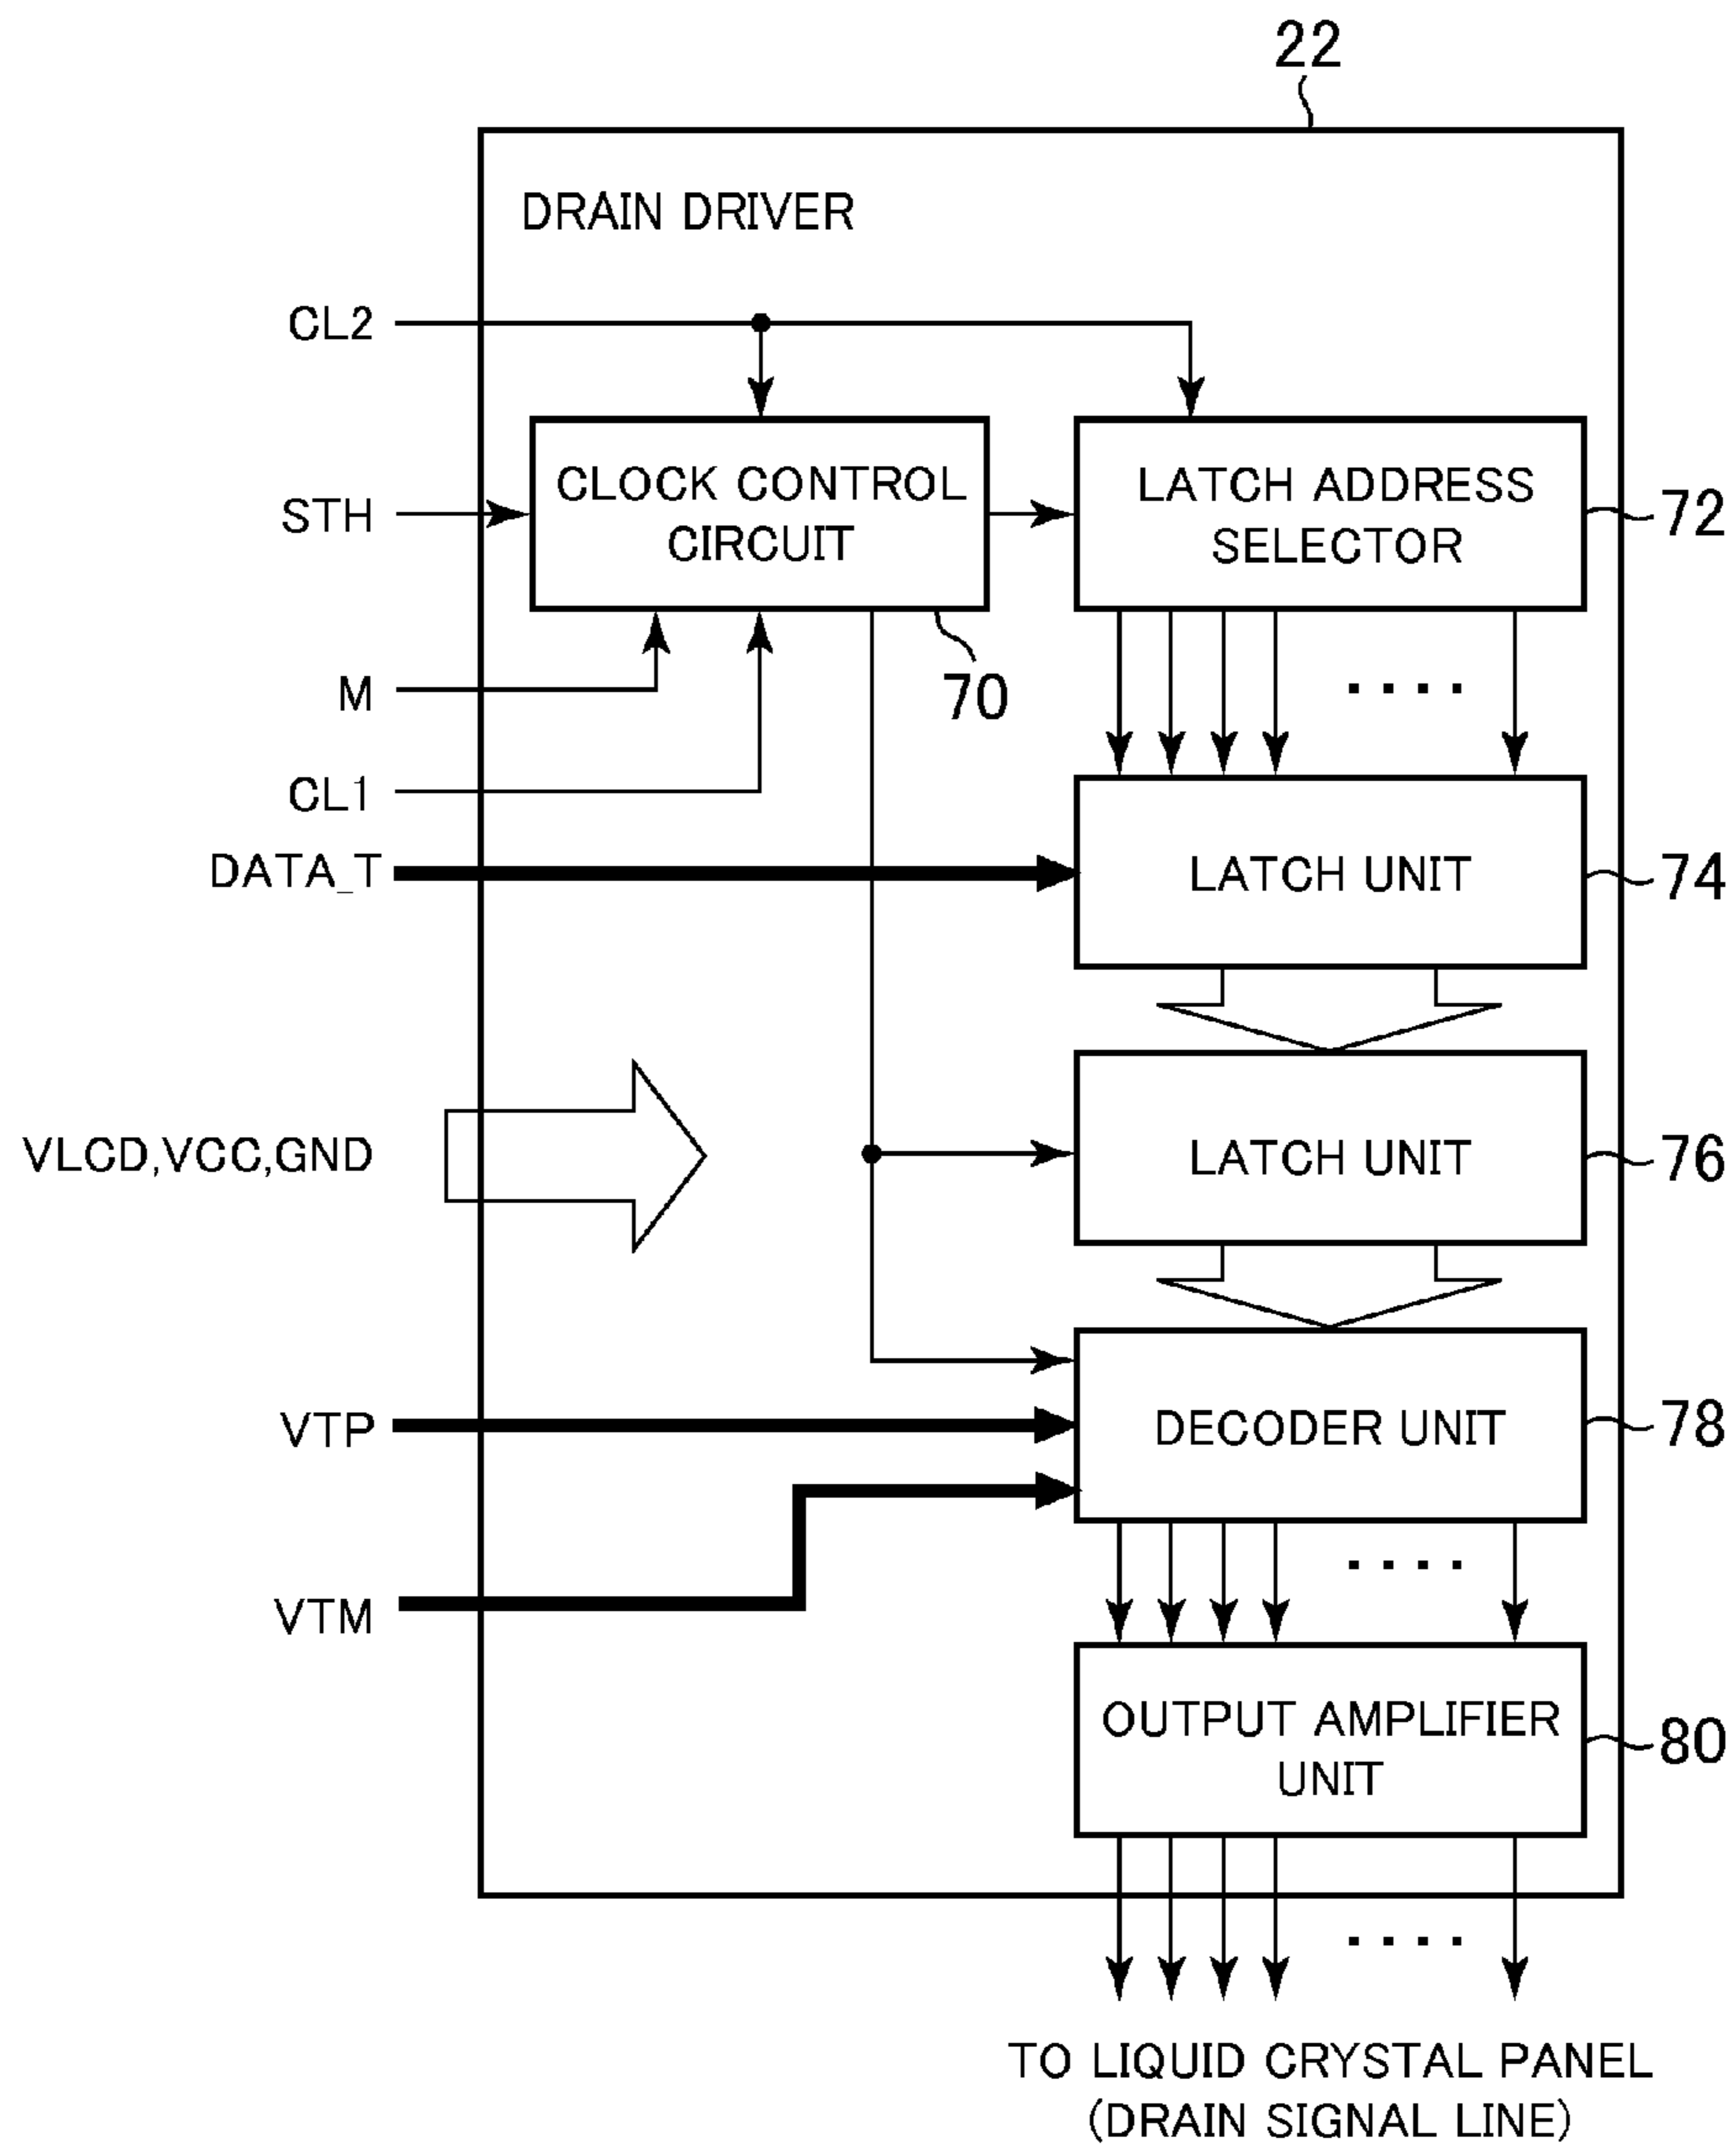 22
DRAIN DRIVER
CL2
STH
CLOCK CONTROL
CIRCUIT
LATCH ADDRESS
SELECTOR
72
M
70
CL1
DATA_T
LATCH UNIT
74
VLCD,VCC,GND
LATCH UNIT
76
VTP
DECODER UNIT
78
VTM
OUTPUT AMPLIFIER
UNIT
80
TO LIQUID CRYSTAL PANEL
(DRAIN SIGNAL LINE)